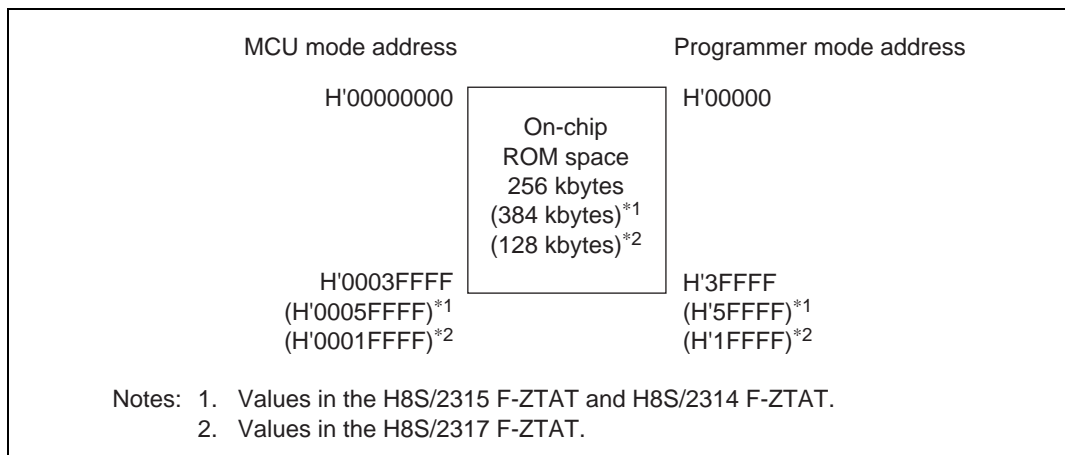 MCU mode address Programmer mode address
H'00000000 H'00000
On-chip
ROM space
256 kbytes
(384 kbytes)*1
(128 kbytes)*2
H'0003FFFF H'3FFFF
(H'0005FFFF)*1 (H'5FFFF)*1
(H'0001FFFF)*2 (H'1FFFF)*2
Notes: 1. Values in the H8S/2315 F-ZTAT and H8S/2314 F-ZTAT.
2. Values in the H8S/2317 F-ZTAT.